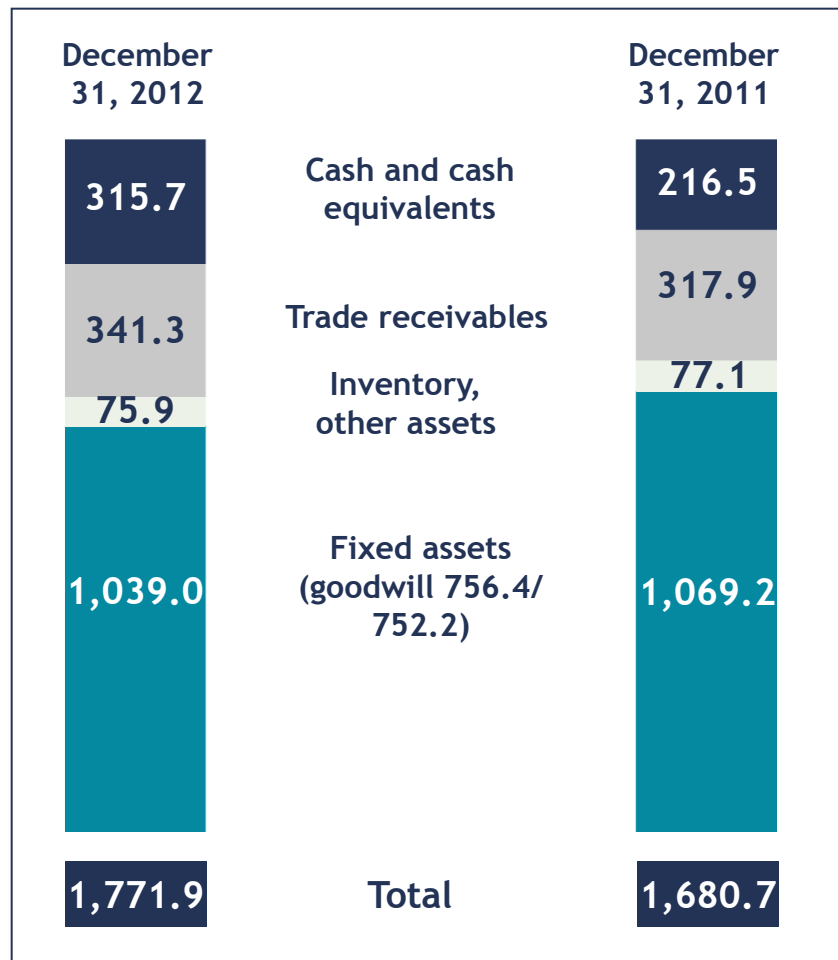 December
31, 2012
December
31, 2011
315.7
Cash and cash
equivalents
216.5
341.3
Trade receivables
317.9
75.9
Inventory,
other assets
77.1
1,039.0
Fixed assets
(goodwill 756.4/
752.2)
1,069.2
1,771.9
Total
1,680.7